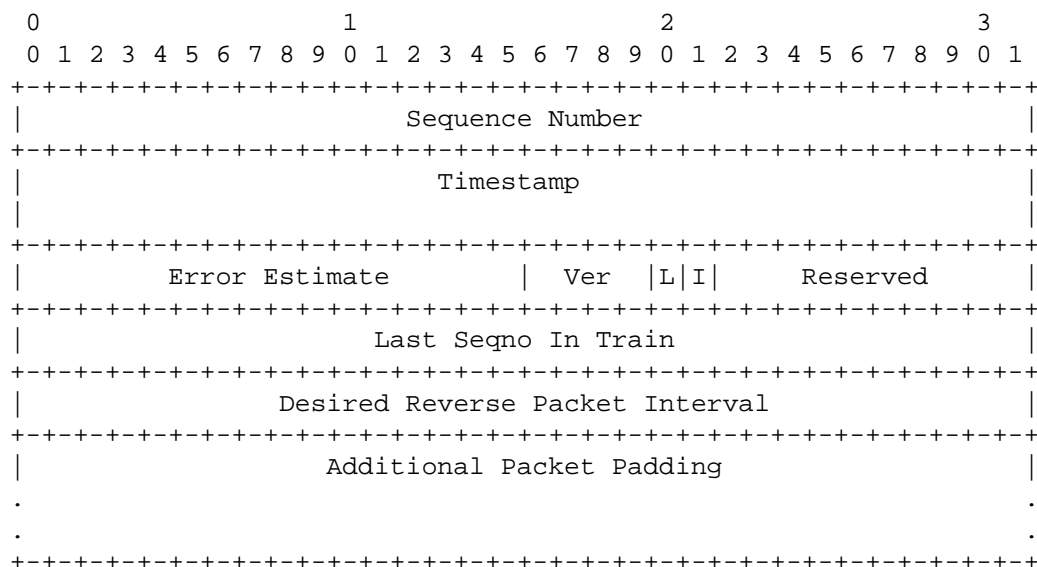 0                   1                   2                   3
 0 1 2 3 4 5 6 7 8 9 0 1 2 3 4 5 6 7 8 9 0 1 2 3 4 5 6 7 8 9 0 1
+-+-+-+-+-+-+-+-+-+-+-+-+-+-+-+-+-+-+-+-+-+-+-+-+-+-+-+-+-+-+-+-+
|                        Sequence Number                        |
+-+-+-+-+-+-+-+-+-+-+-+-+-+-+-+-+-+-+-+-+-+-+-+-+-+-+-+-+-+-+-+-+
|                          Timestamp                            |
|                                                               |
+-+-+-+-+-+-+-+-+-+-+-+-+-+-+-+-+-+-+-+-+-+-+-+-+-+-+-+-+-+-+-+-+
|         Error Estimate        |  Ver  |L|I|     Reserved      |
+-+-+-+-+-+-+-+-+-+-+-+-+-+-+-+-+-+-+-+-+-+-+-+-+-+-+-+-+-+-+-+-+
|                      Last Seqno In Train                      |
+-+-+-+-+-+-+-+-+-+-+-+-+-+-+-+-+-+-+-+-+-+-+-+-+-+-+-+-+-+-+-+-+
|                Desired Reverse Packet Interval                |
+-+-+-+-+-+-+-+-+-+-+-+-+-+-+-+-+-+-+-+-+-+-+-+-+-+-+-+-+-+-+-+-+
|                   Additional Packet Padding                   |
.                                                               .
.                                                               .
+-+-+-+-+-+-+-+-+-+-+-+-+-+-+-+-+-+-+-+-+-+-+-+-+-+-+-+-+-+-+-+-+